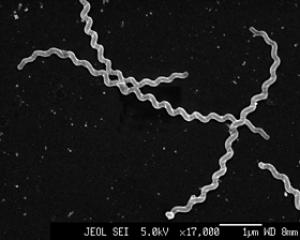 JEOL SEI 5.0kV ×17,000 1μm WD 8mm